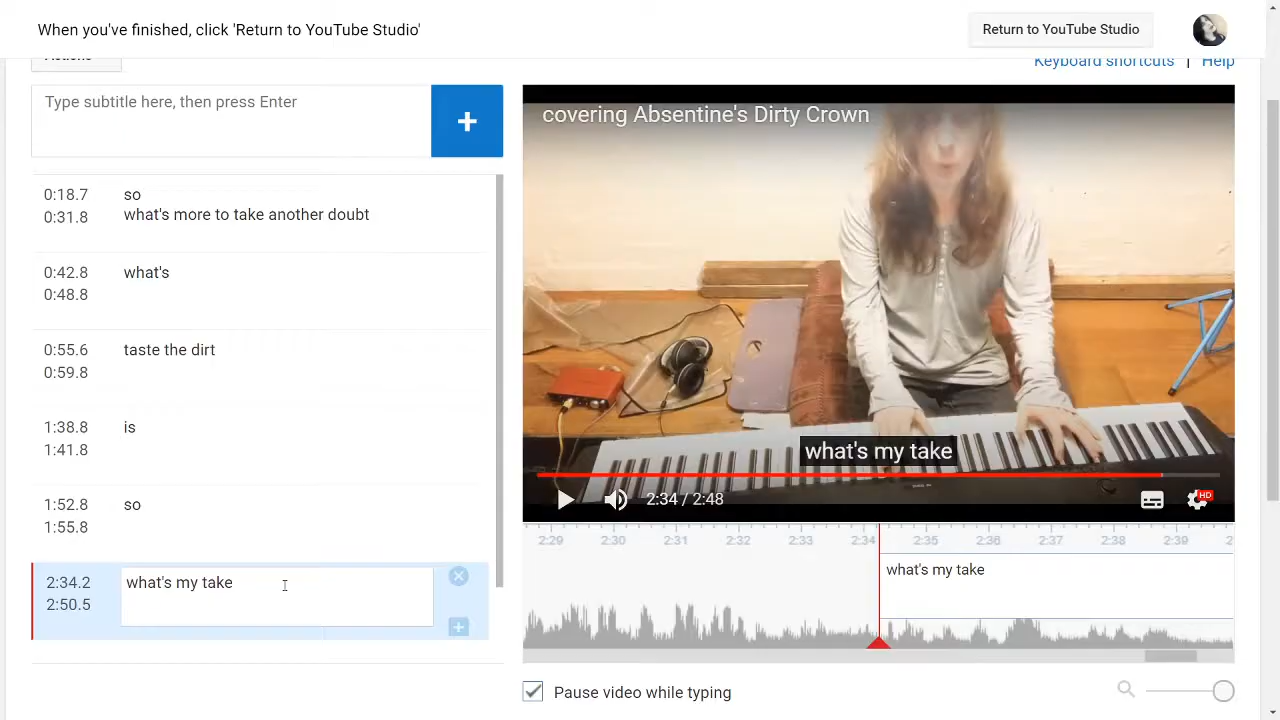 When you've finished, click 'Return to YouTube Studio'
Return to YouTube Studio
Actions
Keyboard shortcuts | Help
Type subtitle here, then press Enter
+
covering Absentine's Dirty Crown
0:18.7 so
0:31.8 what's more to take another doubt
0:42.8 what's
0:48.8
0:55.6 taste the dirt
0:59.8
1:38.8 is
1:41.8
1:52.8 so
1:55.8
2:34.2 what's my take
2:50.5
what's my take
2:34 / 2:48
HD
2:29 2:30 2:31 2:32 2:33 2:34 2:35 2:36 2:37 2:38 2:39 2
what's my take
Pause video while typing